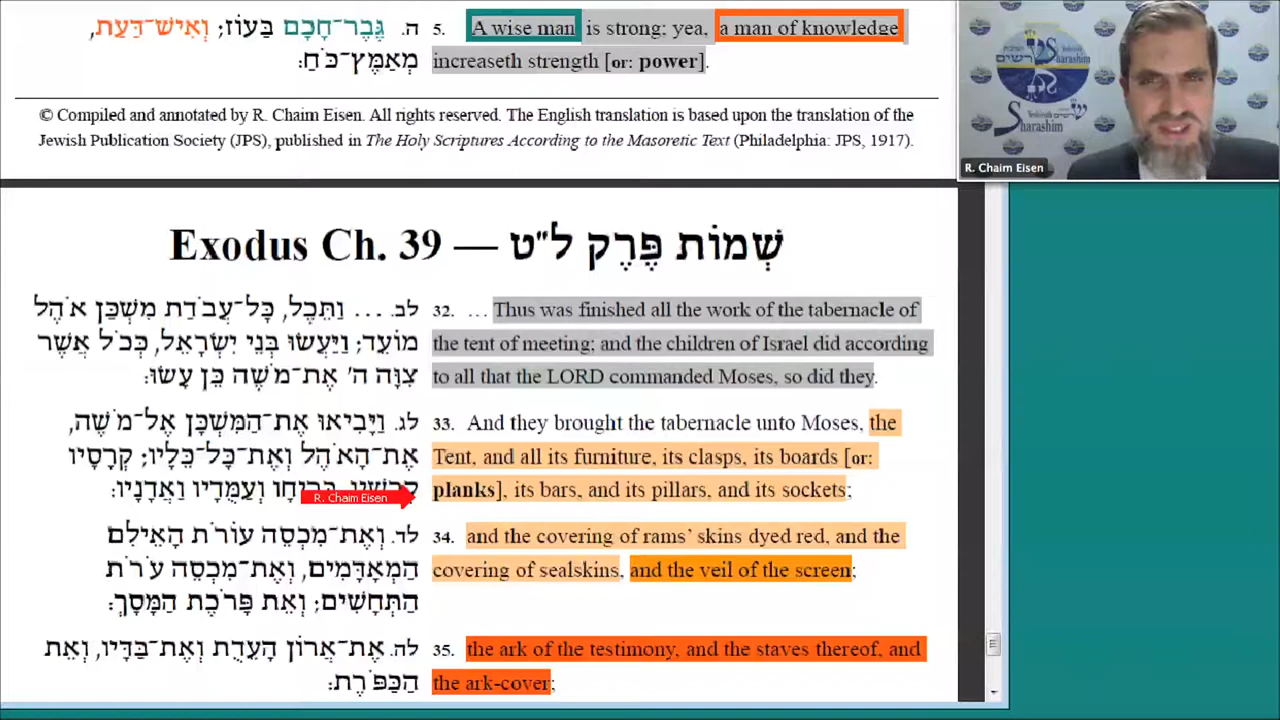 ה. גֶּבֶר־חָכָם בַּעוֹז; וְאִישׁ־דַּעַת,
מְאַמֶּץ־כֹּחַ:
5. A wise man is strong; yea, a man of knowledge
increaseth strength [or: power].
© Compiled and annotated by R. Chaim Eisen. All rights reserved. The English translation is based upon the translation of the
Jewish Publication Society (JPS), published in The Holy Scriptures According to the Masoretic Text (Philadelphia: JPS, 1917).
Exodus Ch. 39 — שְׁמוֹת פֶּרֶק ל"ט
לב. … וַתֵּכֶל, כָּל־עֲבֹדַת מִשְׁכַּן אֹהֶל
מוֹעֵד; וַיַּעֲשׂוּ בְּנֵי יִשְׂרָאֵל, כְּכֹל אֲשֶׁר
צִוָּה ה' אֶת־מֹשֶׁה כֵּן עָשׂוּ:
32. … Thus was finished all the work of the tabernacle of
the tent of meeting; and the children of Israel did according
to all that the LORD commanded Moses, so did they.
לג. וַיָּבִיאוּ אֶת־הַמִּשְׁכָּן אֶל־מֹשֶׁה,
אֶת־הָאֹהֶל וְאֶת־כָּל־כֵּלָיו; קְרָסָיו
וַעַמֻּדָיו וַאֲדָנָיו:
R. Chaim Eisen
33. And they brought the tabernacle unto Moses, the
Tent, and all its furniture, its clasps, its boards [or:
planks], its bars, and its pillars, and its sockets;
לד. וְאֶת־מִכְסֵה עוֹרֹת הָאֵילִם
הַמְאָדָּמִים, וְאֶת־מִכְסֵה עֹרֹת
הַתְּחָשִׁים; וְאֵת פָּרֹכֶת הַמָּסָךְ:
34. and the covering of rams’ skins dyed red, and the
covering of sealskins, and the veil of the screen;
לה. אֶת־אֲרוֹן הָעֵדֻת וְאֶת־בַּדָּיו, וְאֵת
הַכַּפֹּרֶת:
35. the ark of the testimony, and the staves thereof, and
the ark-cover;
Sharashim
R. Chaim Eisen